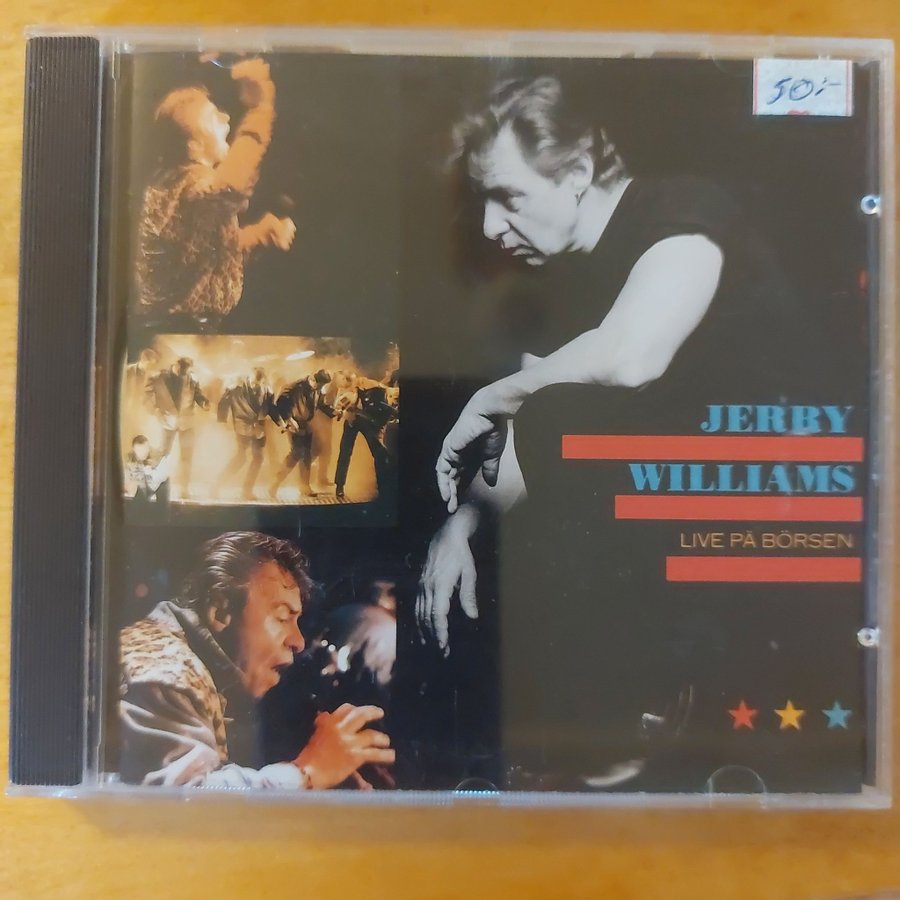 50:-
JERRY
WILLIAMS
LIVE PÅ BÖRSEN